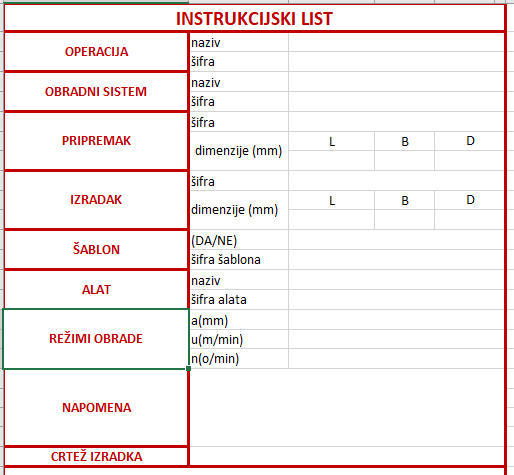 INSTRUKCIJSKI LIST
OPERACIJA
naziv
šifra
OBRADNI SISTEM
naziv
šifra
PRIPREMAK
šifra
dimenzije (mm)
L B D
IZRADAK
šifra
dimenzije (mm)
L B D
ŠABLON
(DA/NE)
šifra šablona
ALAT
naziv
šifra alata
REŽIMI OBRADE
a(mm)
u(m/min)
n(o/min)
NAPOMENA
CRTEŽ IZRADKA